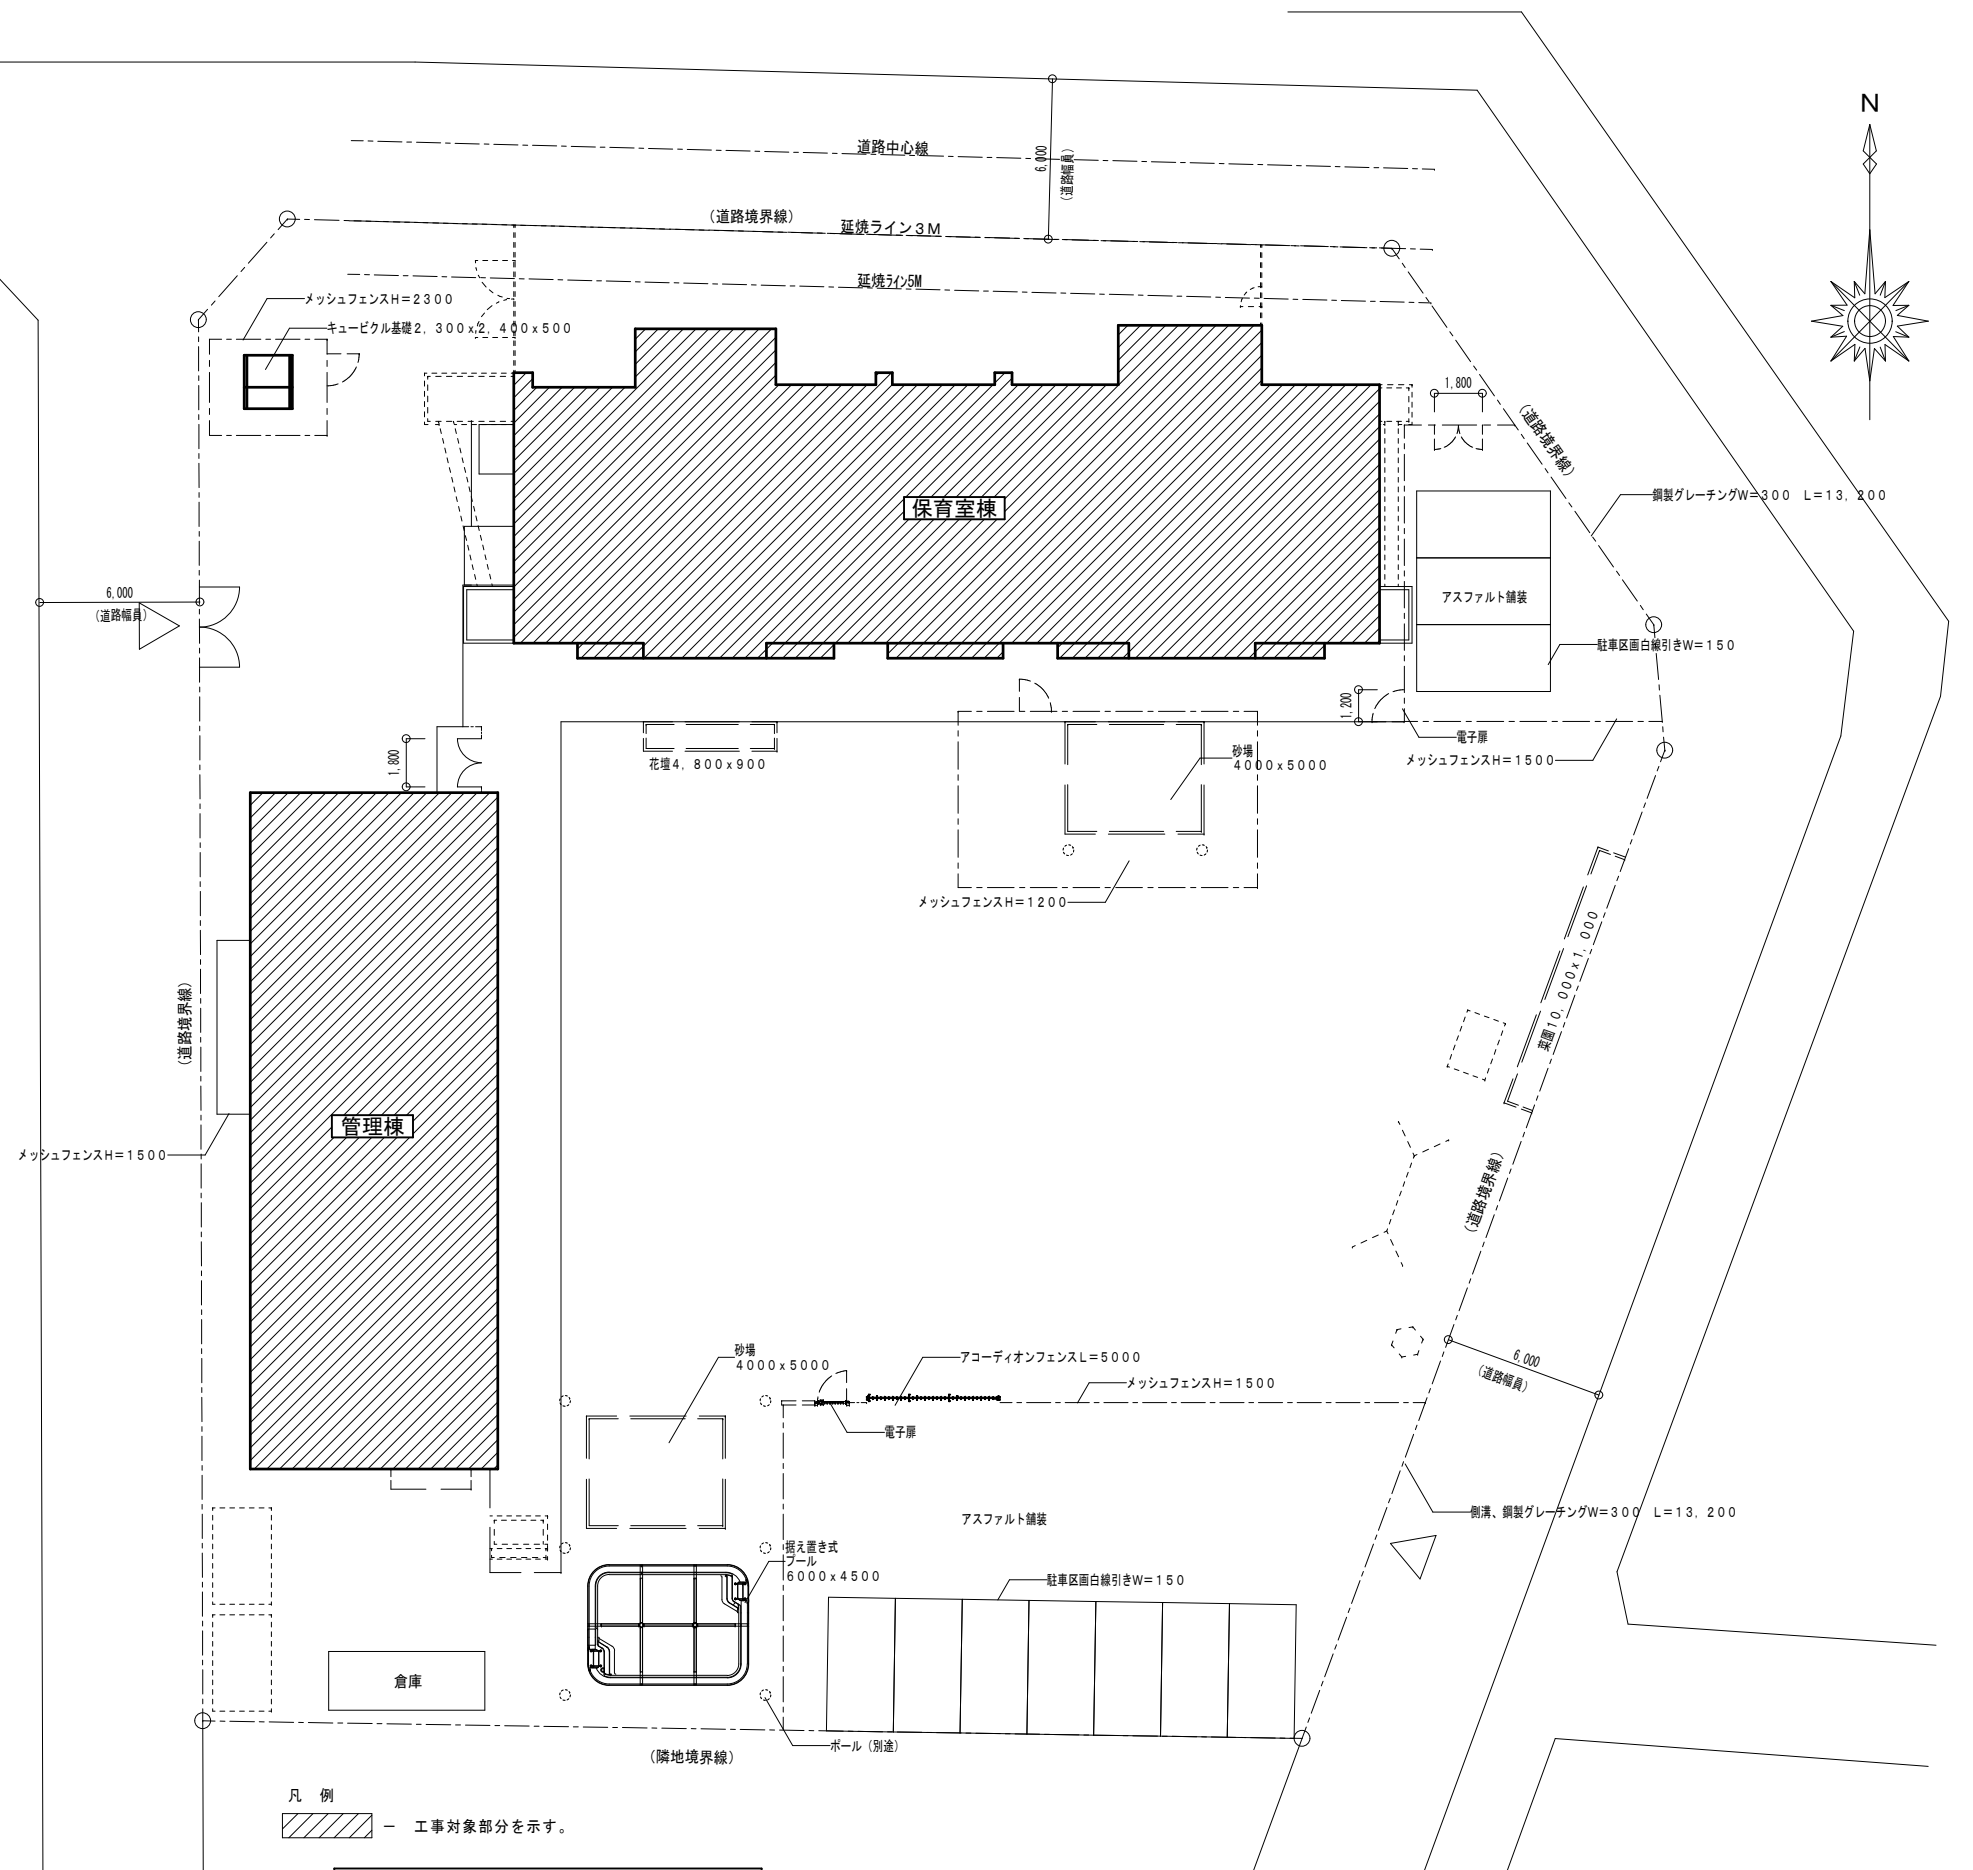 N
道路中心線
6,000
(道路幅員)
(道路境界線)
延焼ライン3M
延焼ﾗｲﾝ5M
メッシュフェンスH=2300
キュービクル基礎2,300x2,400x500
1,800
(道路境界線)
鋼製グレーチングW=300 L=13,200
保育室棟
アスファルト舗装
6,000
(道路幅員)
駐車区画白線引きW=150
1,200
電子扉
メッシュフェンスH=1500
1,800
花壇4,800x900
砂場
4000x5000
メッシュフェンスH=1200
菜園10,000x1,000
(道路境界線)
管理棟
メッシュフェンスH=1500
(道路境界線)
砂場
4000x5000
アコーディオンフェンスL=5000
メッシュフェンスH=1500
6,000
(道路幅員)
電子扉
側溝、鋼製グレーチングW=300 L=13,200
アスファルト舗装
据え置き式
プール
6000x4500
駐車区画白線引きW=150
倉庫
ポール(別途)
(隣地境界線)
凡 例
― 工事対象部分を示す。